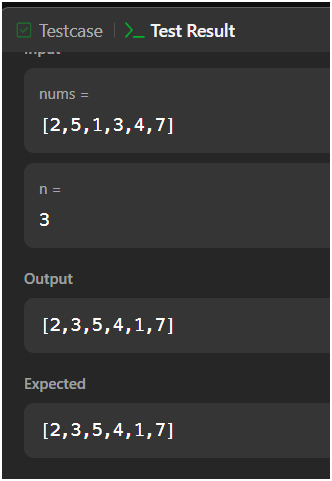 Testcase | >_ Test Result
Input
nums =
[2,5,1,3,4,7]
n =
3
Output
[2,3,5,4,1,7]
Expected
[2,3,5,4,1,7]